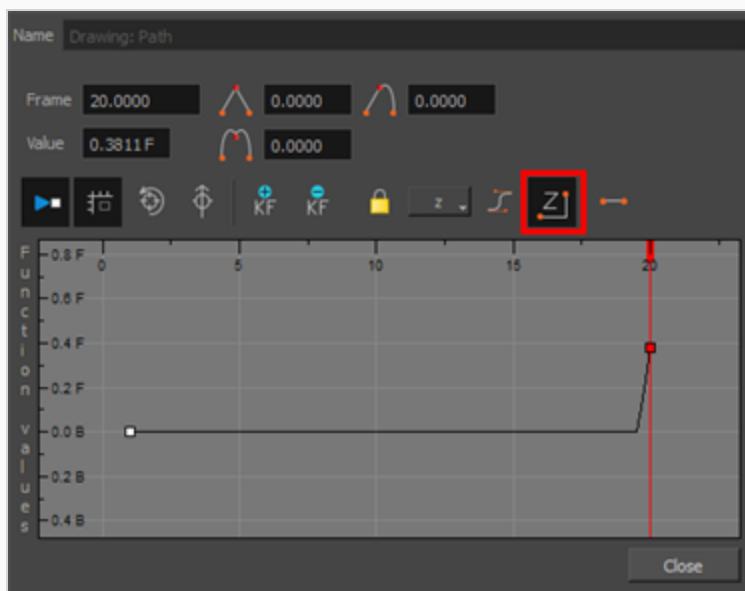 Name Drawing: Path
Frame 20.0000 0.0000 0.0000
Value 0.3811 F 0.0000
KF KF z Z
Function values
0.8 F
0 5 10 15 20
0.6 F
0.4 F
0.2 F
0.0 B
0.2 B
0.4 B
Close